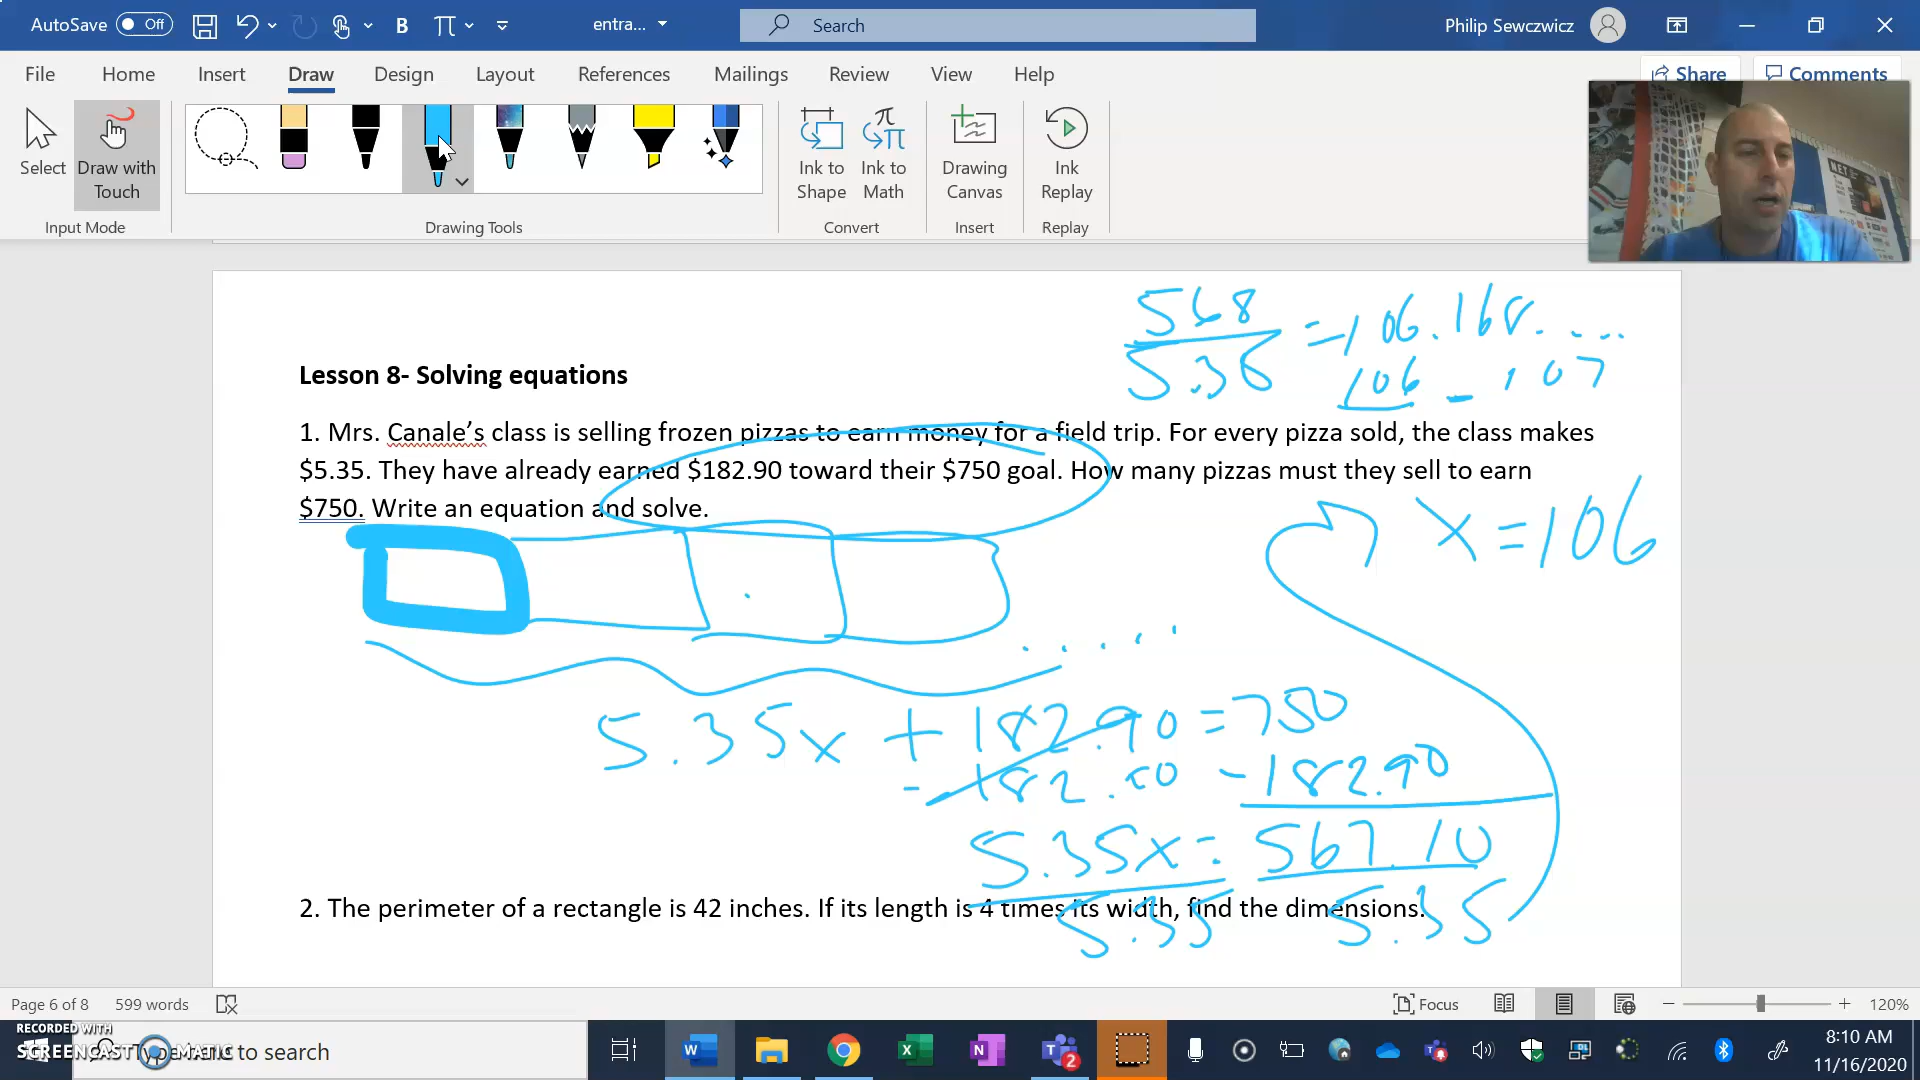 AutoSave Off B π entra... Search Philip Sewczwicz
File Home Insert Draw Design Layout References Mailings Review View Help Share Comments
Select
Draw with Touch
Ink to Shape
Ink to Math
Drawing Canvas
Ink Replay
Input Mode Drawing Tools Convert Insert Replay
NET
568/5.35 = 106.168.....
106 - 107
Lesson 8- Solving equations
1. Mrs. Canale’s class is selling frozen pizzas to earn money for a field trip. For every pizza sold, the class makes
$5.35. They have already earned $182.90 toward their $750 goal. How many pizzas must they sell to earn
$750. Write an equation and solve.
x = 106
.....
5.35x + 182.90 = 750
- 182.90 - 182.90
5.35x = 567.10
5.35 5.35
2. The perimeter of a rectangle is 42 inches. If its length is 4 times its width, find the dimensions.
Page 6 of 8 599 words Focus 120%
RECORDED WITH
SCREENCAST MATIC
Type here to search
8:10 AM
11/16/2020